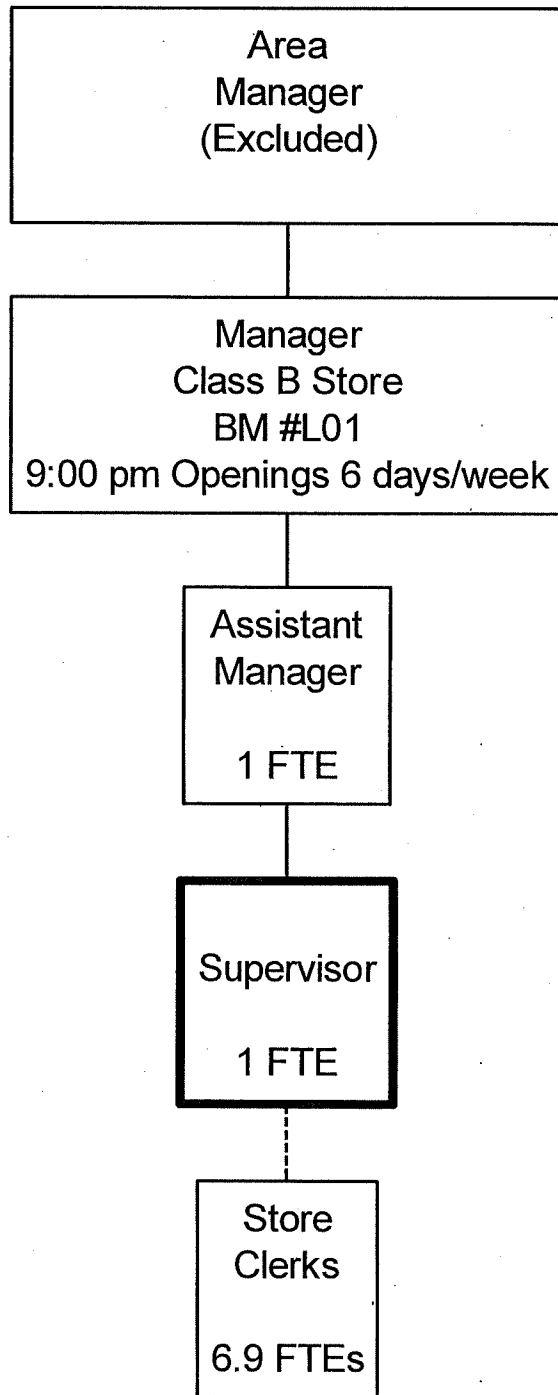 Area
Manager
(Excluded)
Manager
Class B Store
BM #L01
9:00 pm Openings 6 days/week
Assistant
Manager
1 FTE
Supervisor
1 FTE
Store
Clerks
6.9 FTEs